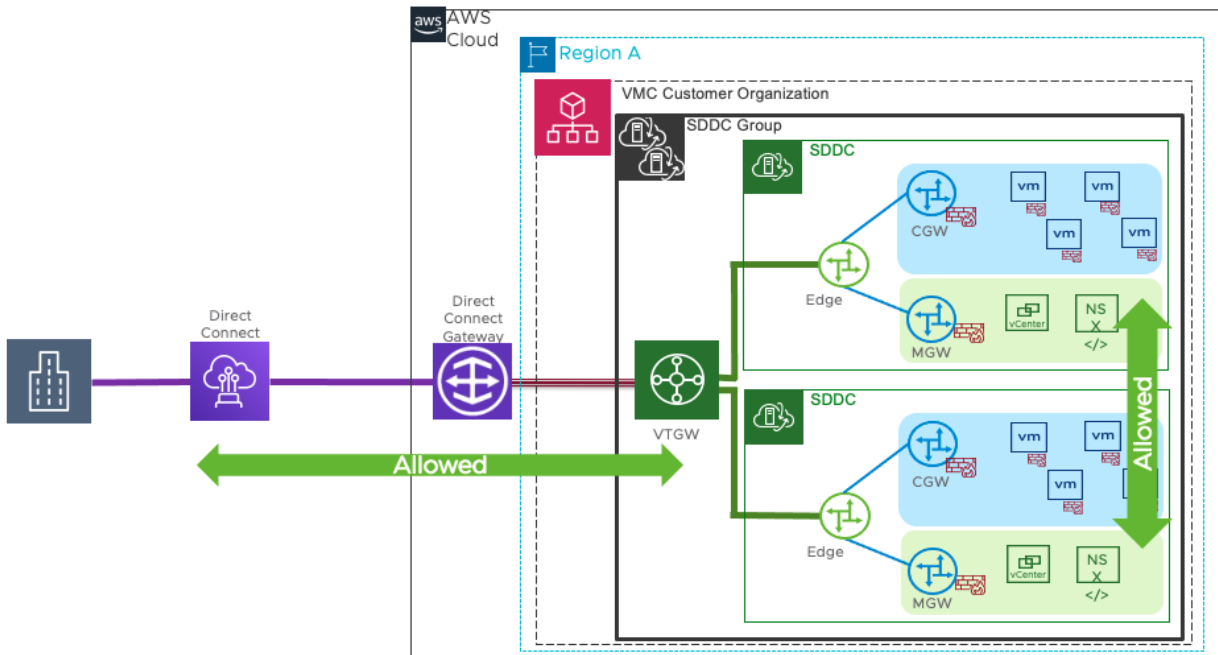 aws
AWS
Cloud
Region A
VMC Customer Organization
SDDC Group
SDDC
CGW
vm
vm
vm
vm
Edge
MGW
vCenter
NS
X
</>
Direct
Connect
Direct
Connect
Gateway
VTGW
Allowed
Allowed
SDDC
CGW
vm
vm
vm
Edge
MGW
vCenter
NS
X
</>